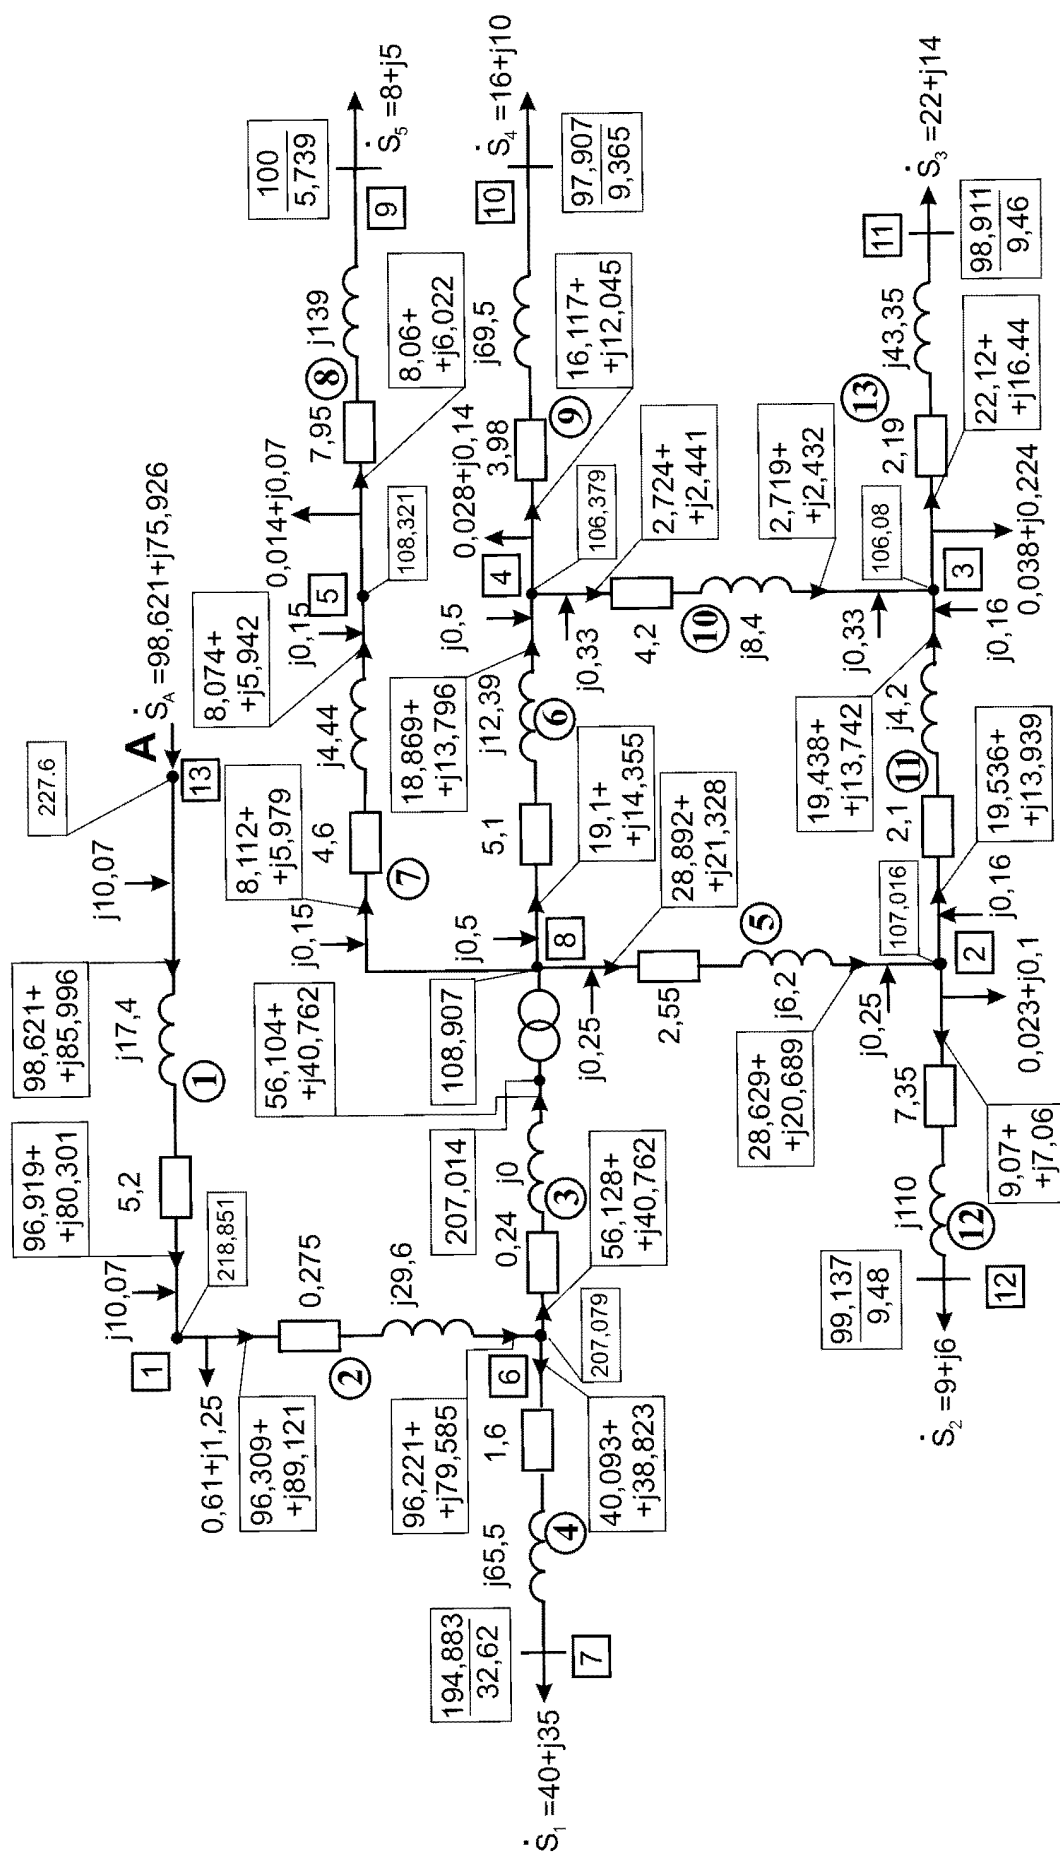 A
Ṡ_A =98,621+j75,926
227.6
13
j10,07
98,621+
+j85,996
j17,4
1
5,2
96,919+
+j80,301
j10,07
218,851
1
0,61+j1,25
96,309+
+j89,121
0,275
2
j29,6
96,221+
+j79,585
6
207,079
40,093+
+j38,823
1,6
4
j65,5
194,883
32,62
7
Ṡ_1 =40+j35
56,128+
+j40,762
0,24
3
j0
207,014
56,104+
+j40,762
108,907
8
j0,15
8,112+
+j5,979
7
4,6
j4,44
8,074+
+j5,942
j0,15
5
108,321
0,014+j0,07
8,06+
+j6,022
7,95
8
j139
9
100
5,739
Ṡ_5 =8+j5
j0,5
19,1+
+j14,355
5,1
6
j12,39
18,869+
+j13,796
j0,5
4
106,379
0,028+j0,14
16,117+
+j12,045
3,98
9
j69,5
10
97,907
9,365
Ṡ_4 =16+j10
j0,33
2,724+
+j2,441
4,2
10
j8,4
2,719+
+j2,432
j0,33
106,08
3
j0,25
28,892+
+j21,328
2,55
5
j6,2
28,629+
+j20,689
j0,25
107,016
2
0,023+j0,1
9,07+
+j7,06
7,35
12
j110
99,137
9,48
12
Ṡ_2 =9+j6
j0,16
19,536+
+j13,939
2,1
11
j4,2
19,438+
+j13,742
j0,16
0,038+j0,224
22,12+
+j16.44
2,19
13
j43,35
11
98,911
9,46
Ṡ_3 =22+j14